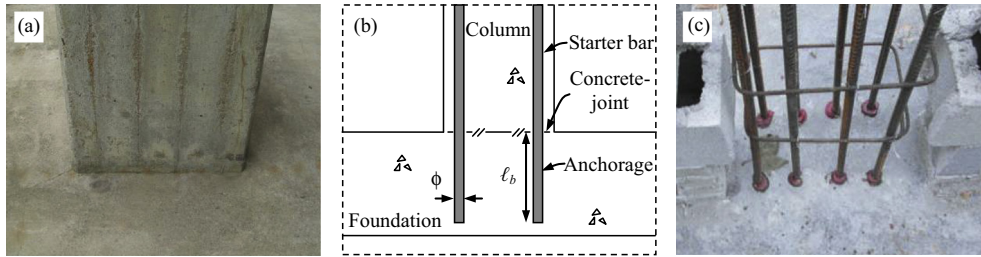 (a)
(b)
Column
Starter bar
Concrete-
joint
Anchorage
ϕ
ℓb
Foundation
(c)